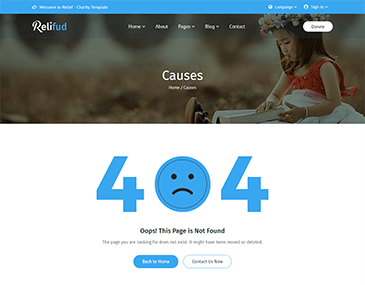 Welcome to Relief - Charity Template
Language
Sign In
Relifud
Home
About
Pages
Blog
Contact
Donate
Causes
Home / Causes
404
Oops! This Page is Not Found
The page you are looking for does not exist. It might have been moved or deleted.
Back to Home
Contact Us Now